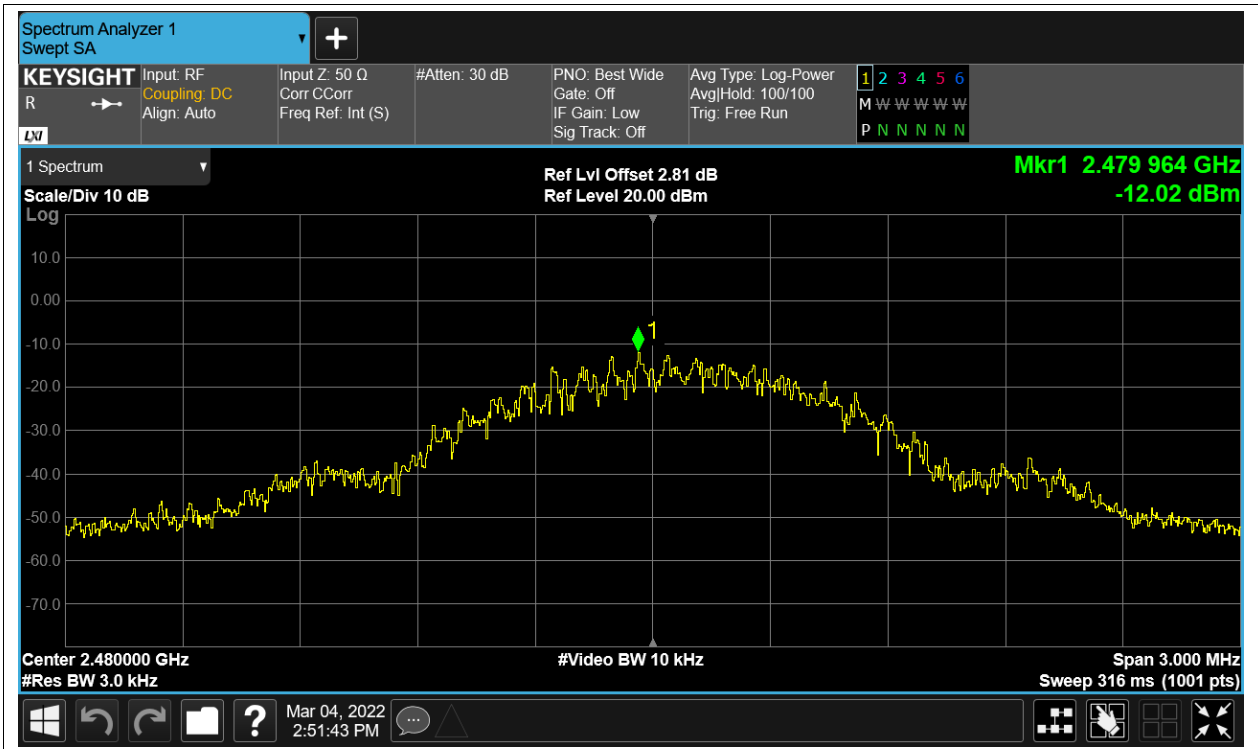 Spectrum Analyzer 1
Swept SA
KEYSIGHT
R
LXI
Input: RF
Coupling: DC
Align: Auto
Input Z: 50 Ω
Corr CCorr
Freq Ref: Int (S)
#Atten: 30 dB
PNO: Best Wide
Gate: Off
IF Gain: Low
Sig Track: Off
Avg Type: Log-Power
Avg|Hold: 100/100
Trig: Free Run
1 2 3 4 5 6
M W W W W W
P N N N N N
1 Spectrum
Scale/Div 10 dB
Log
Ref Lvl Offset 2.81 dB
Ref Level 20.00 dBm
Mkr1 2.479 964 GHz
-12.02 dBm
10.0
0.00
-10.0
-20.0
-30.0
-40.0
-50.0
-60.0
-70.0
1
Center 2.480000 GHz
#Res BW 3.0 kHz
#Video BW 10 kHz
Span 3.000 MHz
Sweep 316 ms (1001 pts)
?
Mar 04, 2022
2:51:43 PM